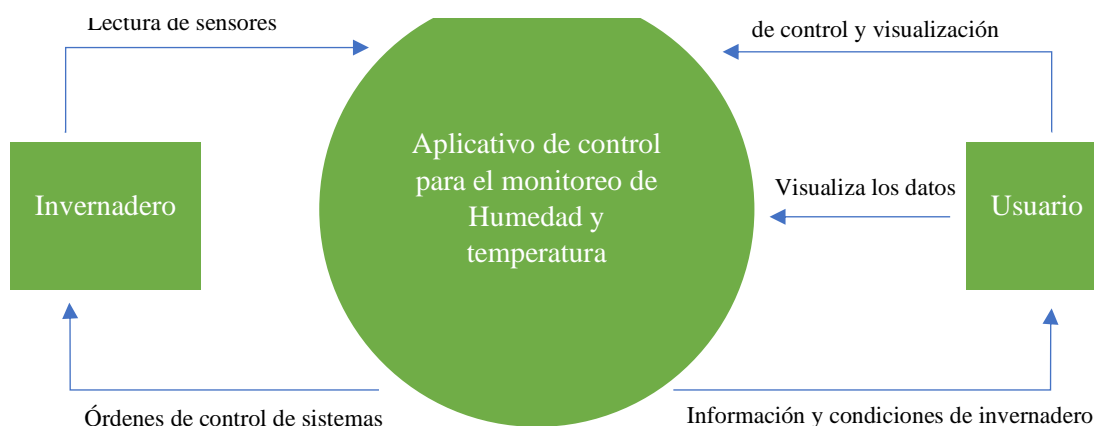 Lectura de sensores
de control y visualización
Aplicativo de control
para el monitoreo de
Humedad y
temperatura
Invernadero
Visualiza los datos
Usuario
Órdenes de control de sistemas
Información y condiciones de invernadero